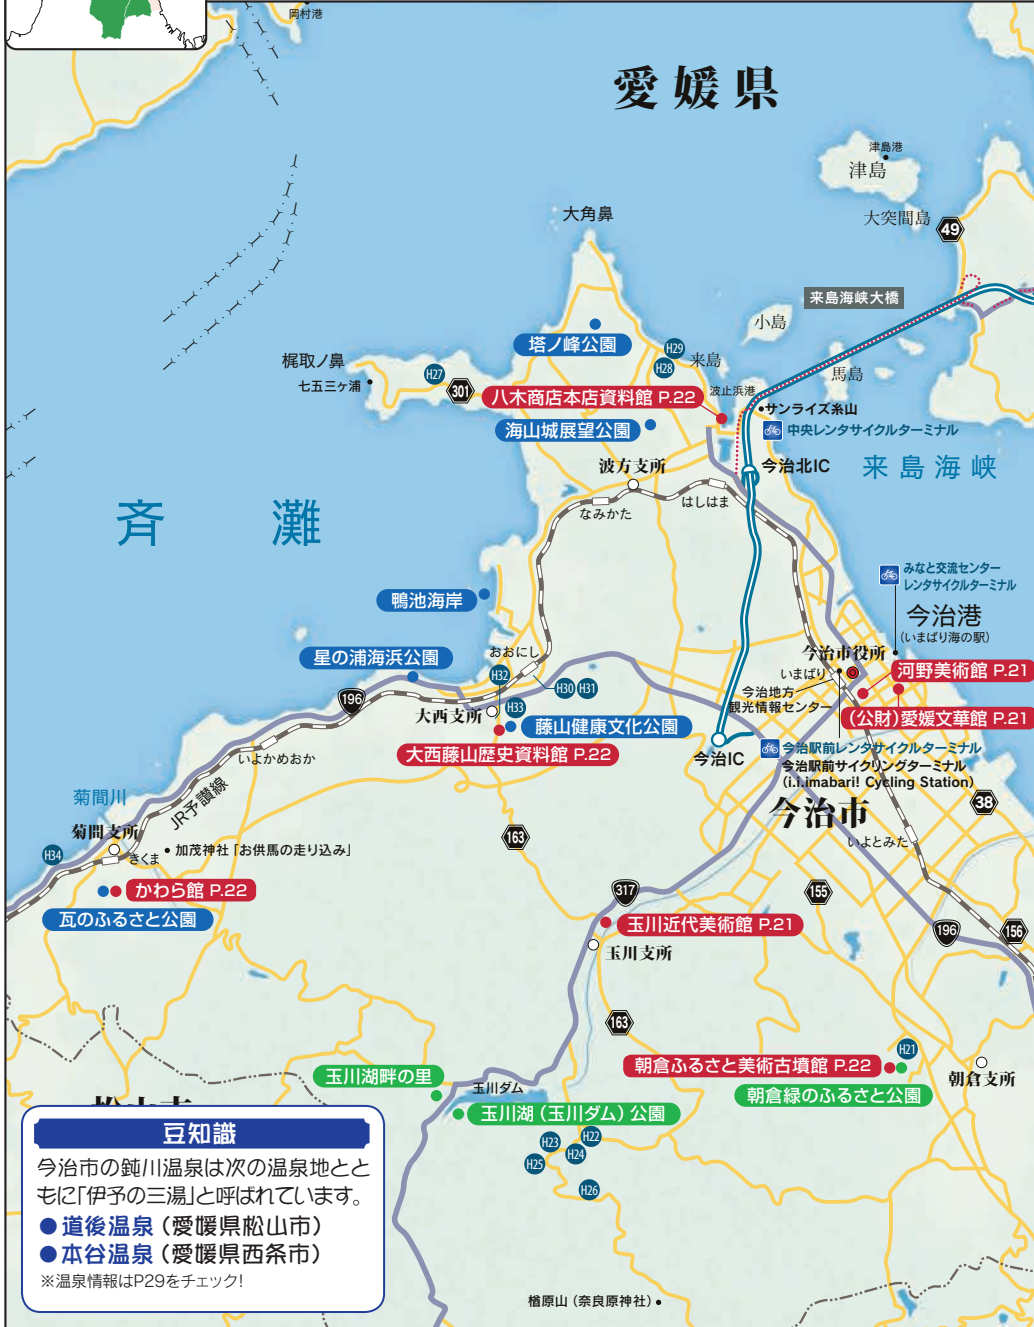 岡村港
愛媛県
津島港
津島
大角鼻
大突間島
49
来島海峡大橋
小島
塔ノ峰公園
H29
来島
H28
梶取ノ鼻
七五三ヶ浦
H27
301
馬島
波止浜港
八木商店本店資料館 P.22
サンライズ糸山
海山城展望公園
中央レンタサイクルターミナル
波方支所
今治北IC
来島海峡
はしはま
なみかた
斉灘
みなと交流センター
レンタサイクルターミナル
鴨池海岸
今治港
(いまばり海の駅)
おおにし
今治市役所
星の浦海浜公園
いまばり
河野美術館 P.21
H32
H30
H31
今治地方
観光情報センター
196
H33
大西支所
藤山健康文化公園
(公財)愛媛文華館 P.21
大西藤山歴史資料館 P.22
今治IC
今治駅前レンタサイクルターミナル
今治駅前サイクリングターミナル
(i.i.imabari! Cycling Station)
いよかめおか
菊間川
JR予讃線
38
今治市
菊間支所
163
いよとみた
H34
きくま
加茂神社「お供馬の走り込み」
かわら館 P.22
317
155
瓦のふるさと公園
玉川近代美術館 P.21
196
156
玉川支所
163
H21
朝倉ふるさと美術古墳館 P.22
朝倉支所
玉川湖畔の里
玉川ダム
朝倉緑のふるさと公園
松山市
玉川湖（玉川ダム）公園
H23
H22
H24
H25
H26
豆知識
今治市の鈍川温泉は次の温泉地とと
もに「伊予の三湯」と呼ばれています。
●道後温泉（愛媛県松山市）
●本谷温泉（愛媛県西条市）
※温泉情報はP29をチェック!
楢原山（奈良原神社）